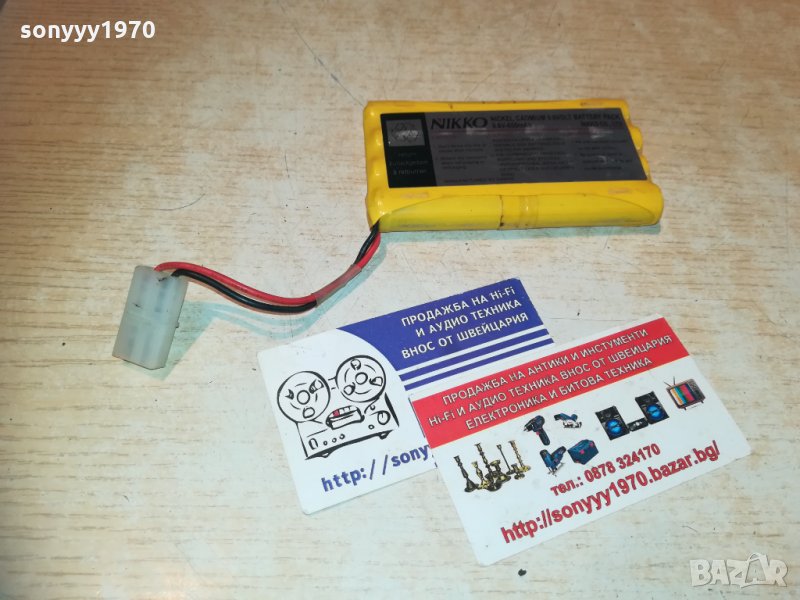 sonyyy1970
NIKKO
NICKEL CADMIUM 9.6VOLT BATTERY PACK
ПРОДАЖБА НА Hi-Fi
И АУДИО ТЕХНИКА
ВНОС ОТ ШВЕЙЦАРИЯ
http://sony
ПРОДАЖБА НА АНТИКИ И ИНСТУМЕНТИ
Hi-Fi И АУДИО ТЕХНИКА ВНОС ОТ ШВЕЙЦАРИЯ
ЕЛЕКТРОНИКА И БИТОВА ТЕХНИКА
тел.: 0878 324170
http://sonyyy1970.bazar.bg/
BAZAR